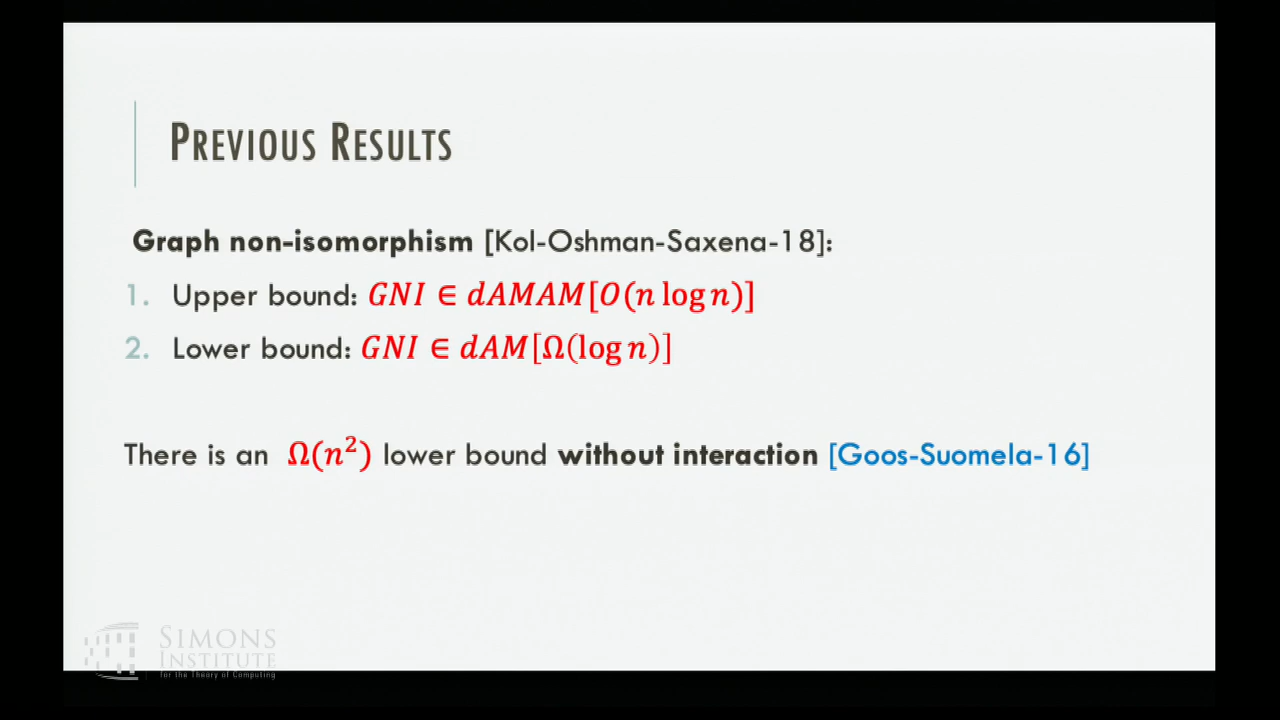 PREVIOUS RESULTS
Graph non-isomorphism [Kol-Oshman-Saxena-18]:
1. Upper bound: GNI ∈ dAMAM[O(n log n)]
2. Lower bound: GNI ∈ dAM[Ω(log n)]
There is an Ω(n²) lower bound without interaction [Goos-Suomela-16]
SIMONS
INSTITUTE
for the Theory of Computing